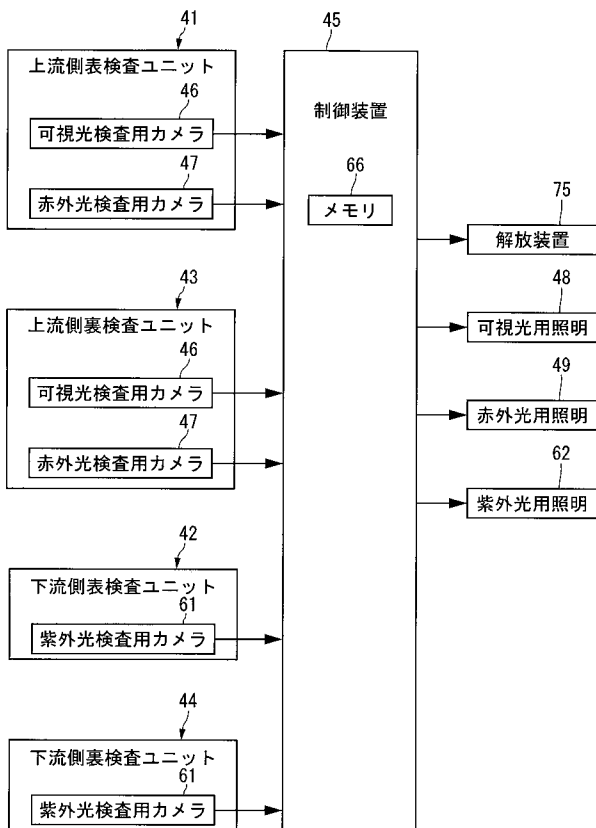 41
上流側表検査ユニット
46
可視光検査用カメラ
47
赤外光検査用カメラ
43
上流側裏検査ユニット
46
可視光検査用カメラ
47
赤外光検査用カメラ
42
下流側表検査ユニット
61
紫外光検査用カメラ
44
下流側裏検査ユニット
61
紫外光検査用カメラ
45
制御装置
66
メモリ
75
解放装置
48
可視光用照明
49
赤外光用照明
62
紫外光用照明